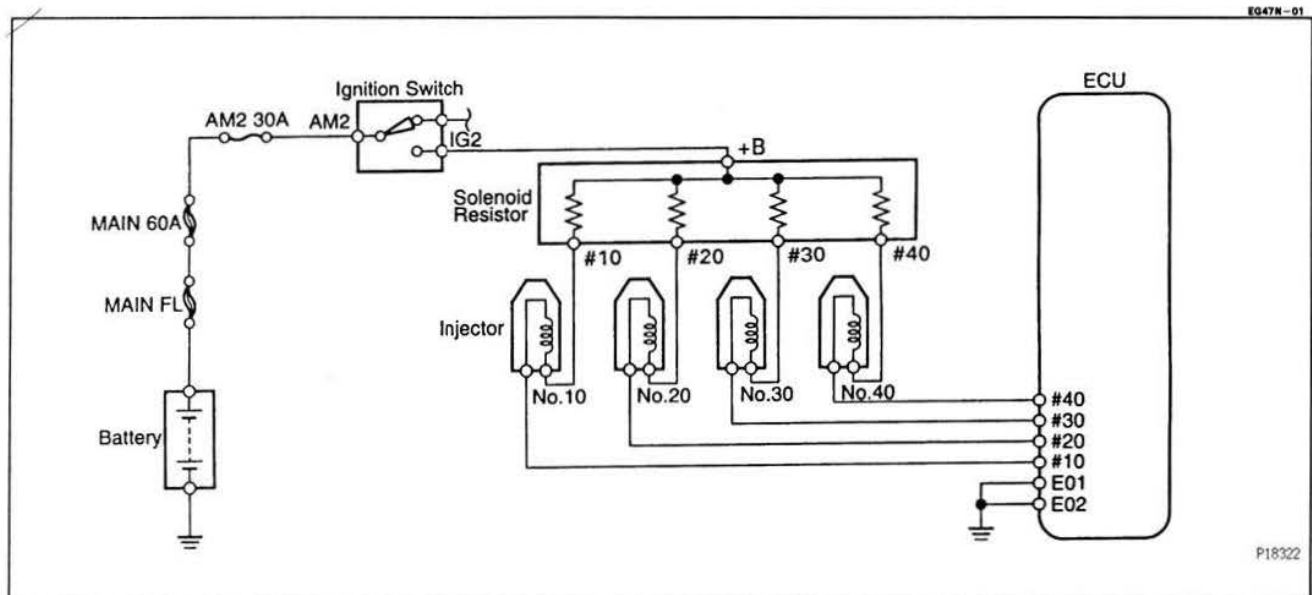 EG47N-01
ECU
Ignition Switch
AM2 30A
AM2
IG2
+B
Solenoid
Resistor
MAIN 60A
#10
#20
#30
#40
MAIN FL
Injector
No.10
No.20
No.30
No.40
#40
#30
#20
#10
E01
E02
Battery
P18322